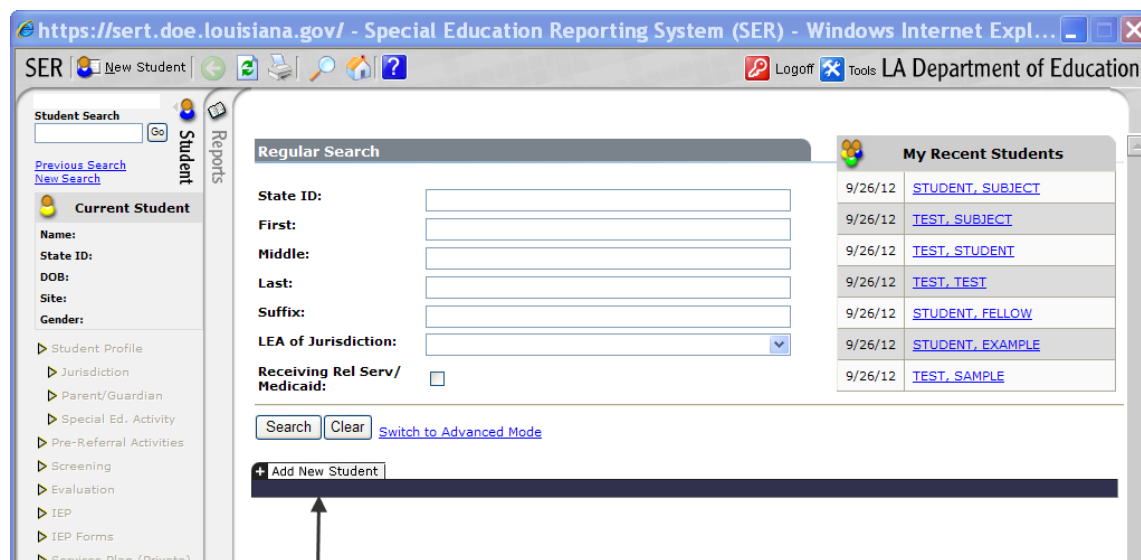 https://sert.doe.louisiana.gov/ - Special Education Reporting System (SER) - Windows Internet Expl...
SER New Student ? Logoff Tools LA Department of Education
Student Search
Go
Previous Search
New Search
Student
Reports
Current Student
Name:
State ID:
DOB:
Site:
Gender:
Student Profile
Jurisdiction
Parent/Guardian
Special Ed. Activity
Pre-Referral Activities
Screening
Evaluation
IEP
IEP Forms
Services Plan (Private)
Regular Search
State ID:
First:
Middle:
Last:
Suffix:
LEA of Jurisdiction:
Receiving Rel Serv/
Medicaid:
Search Clear Switch to Advanced Mode
+ Add New Student
My Recent Students
9/26/12 STUDENT, SUBJECT
9/26/12 TEST, SUBJECT
9/26/12 TEST, STUDENT
9/26/12 TEST, TEST
9/26/12 STUDENT, FELLOW
9/26/12 STUDENT, EXAMPLE
9/26/12 TEST, SAMPLE